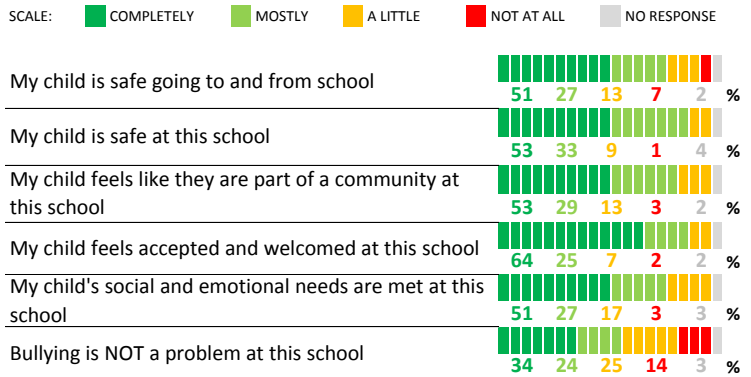 SCALE: COMPLETELY MOSTLY A LITTLE NOT AT ALL NO RESPONSE
My child is safe going to and from school
51 27 13 7 2 %
My child is safe at this school
53 33 9 1 4 %
My child feels like they are part of a community at
this school
53 29 13 3 2 %
My child feels accepted and welcomed at this school
64 25 7 2 2 %
My child's social and emotional needs are met at this
school
51 27 17 3 3 %
Bullying is NOT a problem at this school
34 24 25 14 3 %